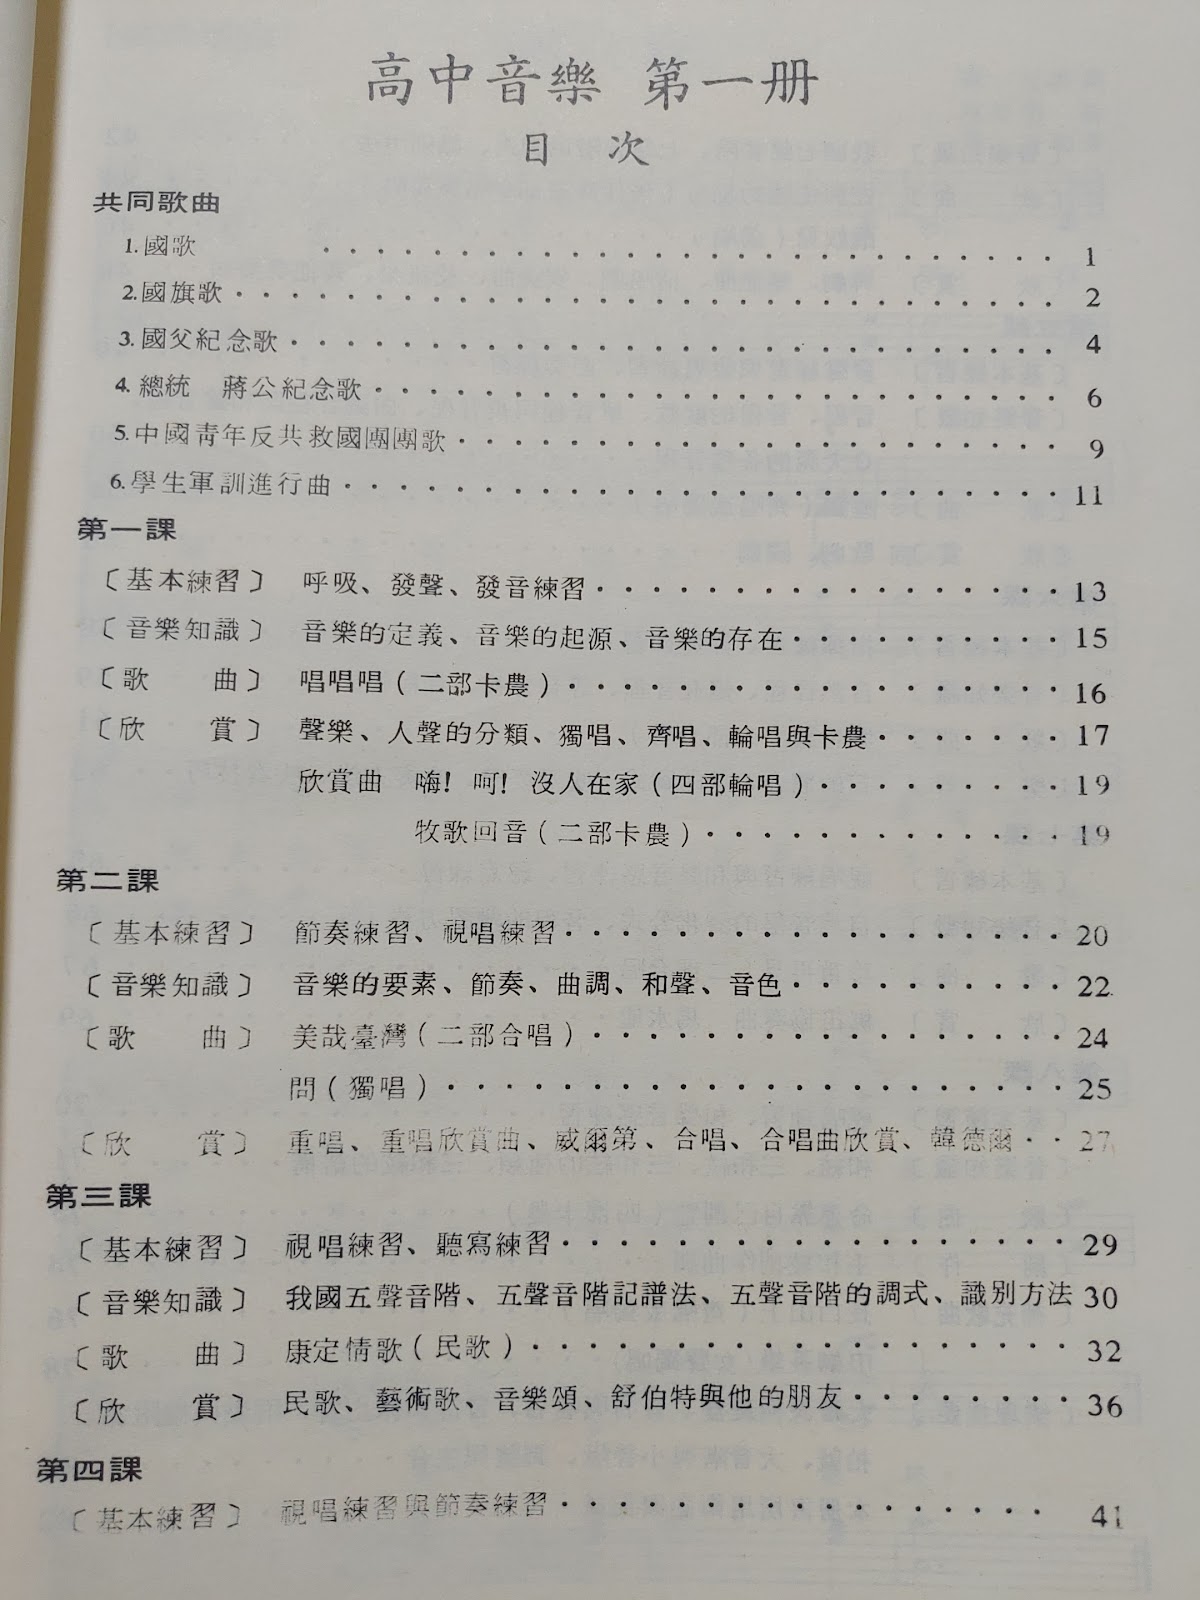 高中音樂 第一册
目 次
共同歌曲
1.國歌 ‧‧‧‧‧‧‧‧‧‧‧‧‧‧‧‧‧‧‧‧ 1
2.國旗歌‧‧‧‧‧‧‧‧‧‧‧‧‧‧‧‧‧‧‧‧ 2
3.國父紀念歌‧‧‧‧‧‧‧‧‧‧‧‧‧‧‧‧‧‧‧‧ 4
4.總統 蔣公紀念歌‧‧‧‧‧‧‧‧‧‧‧‧‧‧‧‧‧‧‧‧ 6
5.中國靑年反共救國團團歌‧‧‧‧‧‧‧‧‧‧‧‧‧‧‧‧‧‧‧‧ 9
6.學生軍訓進行曲‧‧‧‧‧‧‧‧‧‧‧‧‧‧‧‧‧‧‧‧ 11
第一課
〔基本練習〕 呼吸、發聲、發音練習‧‧‧‧‧‧‧‧‧‧‧‧‧‧‧‧ 13
〔音樂知識〕 音樂的定義、音樂的起源、音樂的存在‧‧‧‧‧‧‧‧‧‧ 15
〔歌 曲〕 唱唱唱(二部卡農)‧‧‧‧‧‧‧‧‧‧‧‧‧‧‧‧‧ 16
〔欣 賞〕 聲樂、人聲的分類、獨唱、齊唱、輪唱與卡農‧‧‧‧‧‧‧ 17
欣賞曲 嗨!呵!沒人在家(四部輪唱)‧‧‧‧‧‧‧‧‧ 19
牧歌回音(二部卡農)‧‧‧‧‧‧‧‧‧‧‧‧‧ 19
第二課
〔基本練習〕 節奏練習、視唱練習‧‧‧‧‧‧‧‧‧‧‧‧‧‧‧‧‧ 20
〔音樂知識〕 音樂的要素、節奏、曲調、和聲、音色‧‧‧‧‧‧‧‧‧‧ 22
〔歌 曲〕 美哉臺灣(二部合唱)‧‧‧‧‧‧‧‧‧‧‧‧‧‧‧‧‧ 24
問(獨唱)‧‧‧‧‧‧‧‧‧‧‧‧‧‧‧‧‧‧‧‧‧ 25
〔欣 賞〕 重唱、重唱欣賞曲、威爾第、合唱、合唱曲欣賞、韓德爾‧‧ 27
第三課
〔基本練習〕 視唱練習、聽寫練習‧‧‧‧‧‧‧‧‧‧‧‧‧‧‧‧‧ 29
〔音樂知識〕 我國五聲音階、五聲音階記譜法、五聲音階的調式、識別方法 30
〔歌 曲〕 康定情歌(民歌)‧‧‧‧‧‧‧‧‧‧‧‧‧‧‧‧‧‧‧ 32
〔欣 賞〕 民歌、藝術歌、音樂頌、舒伯特與他的朋友‧‧‧‧‧‧‧‧ 36
第四課
〔基本練習〕 視唱練習與節奏練習‧‧‧‧‧‧‧‧‧‧‧‧‧‧‧‧‧ 41